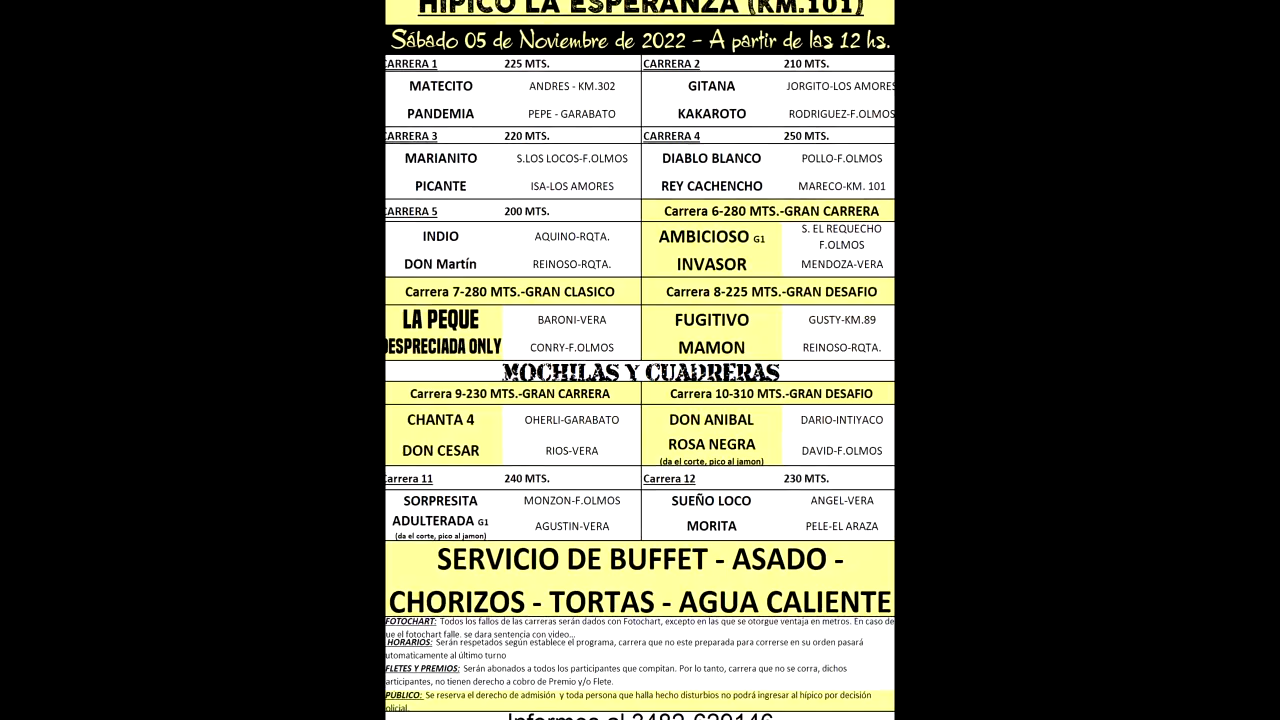 HIPICO LA ESPERANZA (KM.101)
Sábado 05 de Noviembre de 2022 - A partir de las 12 hs.
CARRERA 1 225 MTS. CARRERA 2 210 MTS.
MATECITO ANDRES - KM.302 GITANA JORGITO-LOS AMORES
PANDEMIA PEPE - GARABATO KAKAROTO RODRIGUEZ-F.OLMOS
CARRERA 3 220 MTS. CARRERA 4 250 MTS.
MARIANITO S.LOS LOCOS-F.OLMOS DIABLO BLANCO POLLO-F.OLMOS
PICANTE ISA-LOS AMORES REY CACHENCHO MARECO-KM. 101
CARRERA 5 200 MTS. Carrera 6-280 MTS.-GRAN CARRERA
INDIO AQUINO-RQTA. AMBICIOSO G1 S. EL REQUECHO F.OLMOS
DON Martín REINOSO-RQTA. INVASOR MENDOZA-VERA
Carrera 7-280 MTS.-GRAN CLASICO Carrera 8-225 MTS.-GRAN DESAFIO
LA PEQUE BARONI-VERA FUGITIVO GUSTY-KM.89
DESPRECIADA ONLY CONRY-F.OLMOS MAMON REINOSO-RQTA.
MOCHILAS Y CUADRERAS
Carrera 9-230 MTS.-GRAN CARRERA Carrera 10-310 MTS.-GRAN DESAFIO
CHANTA 4 OHERLI-GARABATO DON ANIBAL DARIO-INTIYACO
DON CESAR RIOS-VERA ROSA NEGRA DAVID-F.OLMOS
(da el corte, pico al jamon)
Carrera 11 240 MTS. Carrera 12 230 MTS.
SORPRESITA MONZON-F.OLMOS SUEÑO LOCO ANGEL-VERA
ADULTERADA G1 AGUSTIN-VERA MORITA PELE-EL ARAZA
(da el corte, pico al jamon)
SERVICIO DE BUFFET - ASADO -
CHORIZOS - TORTAS - AGUA CALIENTE
FOTOCHART: Todos los fallos de las carreras serán dados con Fotochart, excepto en las que se otorgue ventaja en metros. En caso de
que el fotochart falle, se dara sentencia con video...
HORARIOS: Serán respetados según establece el programa, carrera que no este preparada para correrse en su orden pasará
automaticamente al último turno
FLETES Y PREMIOS: Serán abonados a todos los participantes que compitan. Por lo tanto, carrera que no se corra, dichos
participantes, no tienen derecho a cobro de Premio y/o Flete.
PUBLICO: Se reserva el derecho de admisión y toda persona que halla hecho disturbios no podrá ingresar al hípico por decisión
policial.
Informes al 3482-629146